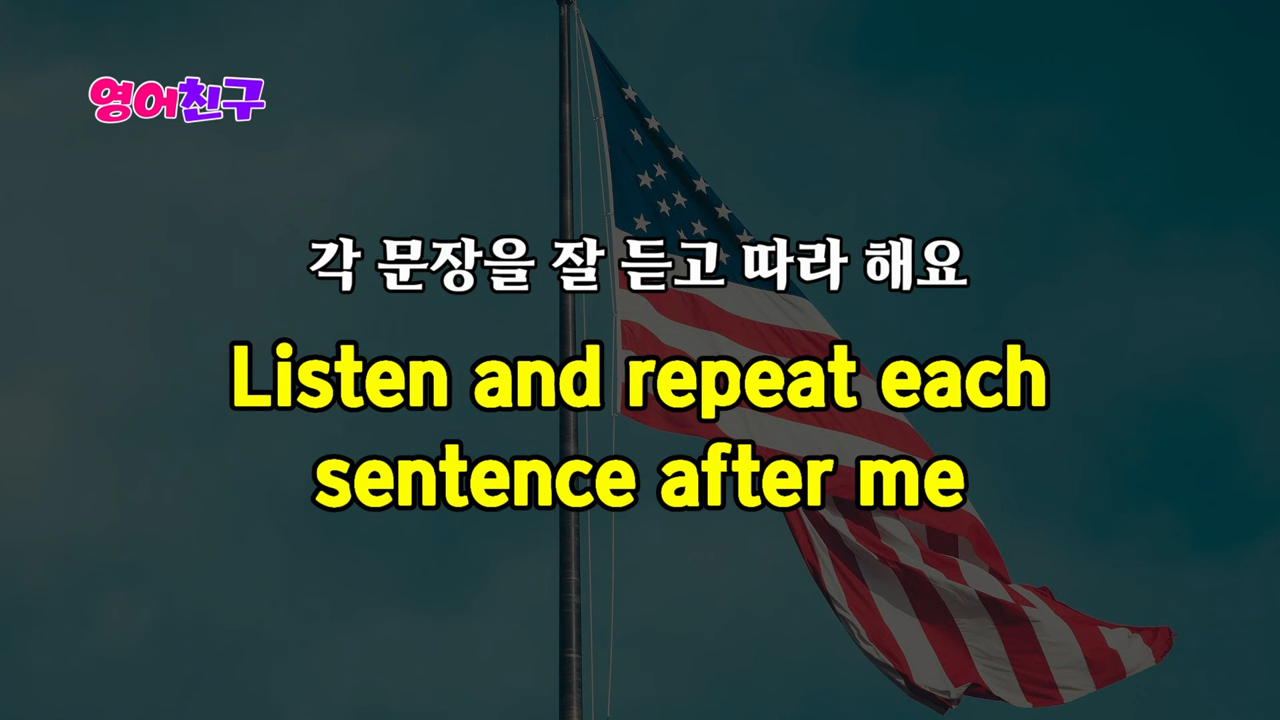 영어친구
각 문장을 잘 듣고 따라 해요
Listen and repeat each
sentence after me